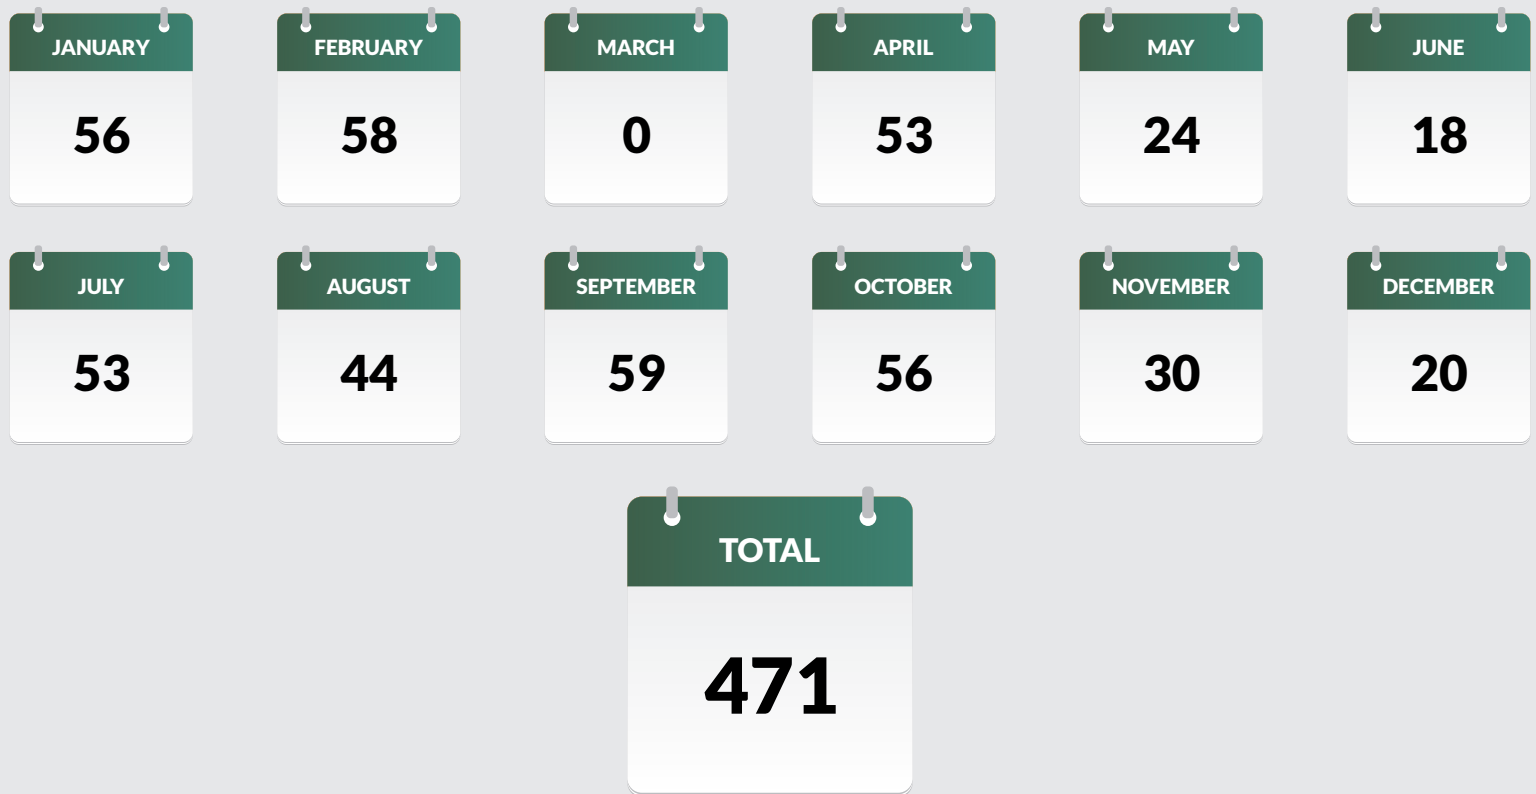 JANUARY FEBRUARY MARCH APRIL MAY JUNE
56 58 0 53 24 18
JULY AUGUST SEPTEMBER OCTOBER NOVEMBER DECEMBER
53 44 59 56 30 20
TOTAL
471